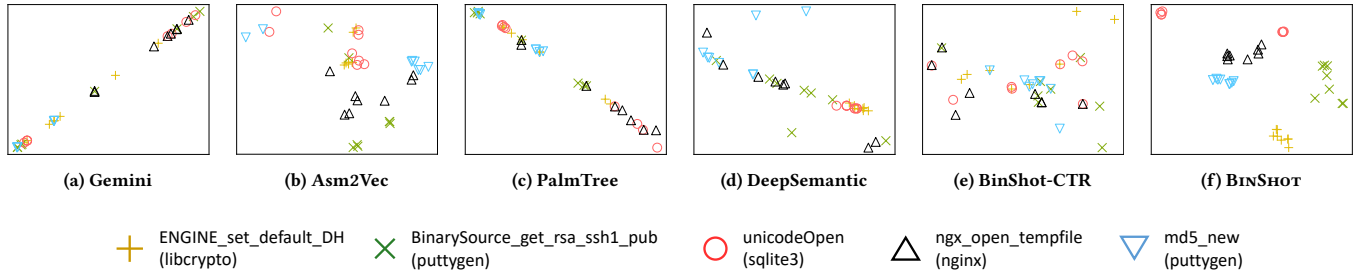 (a) Gemini
(b) Asm2Vec
(c) PalmTree
(d) DeepSemantic
(e) BinShot-CTR
(f) BINSHOT
ENGINE_set_default_DH
(libcrypto)
BinarySource_get_rsa_ssh1_pub
(puttygen)
unicodeOpen
(sqlite3)
ngx_open_tempfile
(nginx)
md5_new
(puttygen)